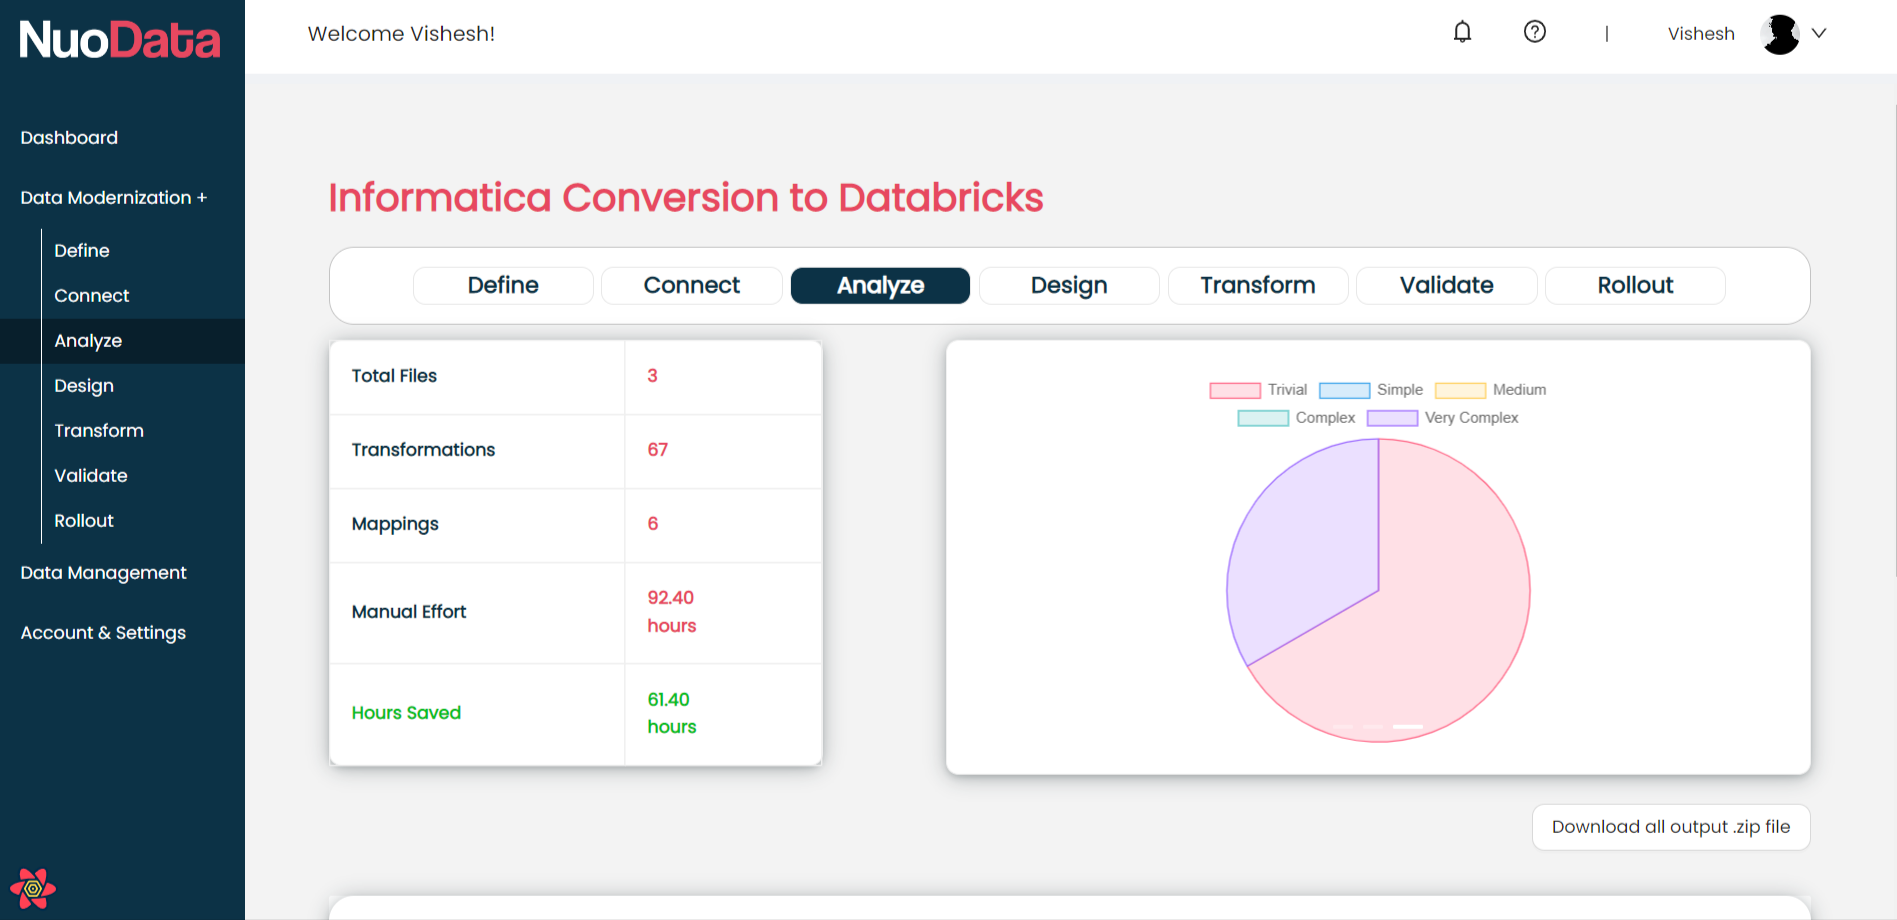 NuoData
Welcome Vishesh!
|
Vishesh
Dashboard
Data Modernization +
Define
Connect
Analyze
Design
Transform
Validate
Rollout
Data Management
Account & Settings
Informatica Conversion to Databricks
Define Connect Analyze Design Transform Validate Rollout
Total Files 3
Transformations 67
Mappings 6
Manual Effort 92.40
hours
Hours Saved 61.40
hours
Trivial Simple Medium
Complex Very Complex
Download all output .zip file